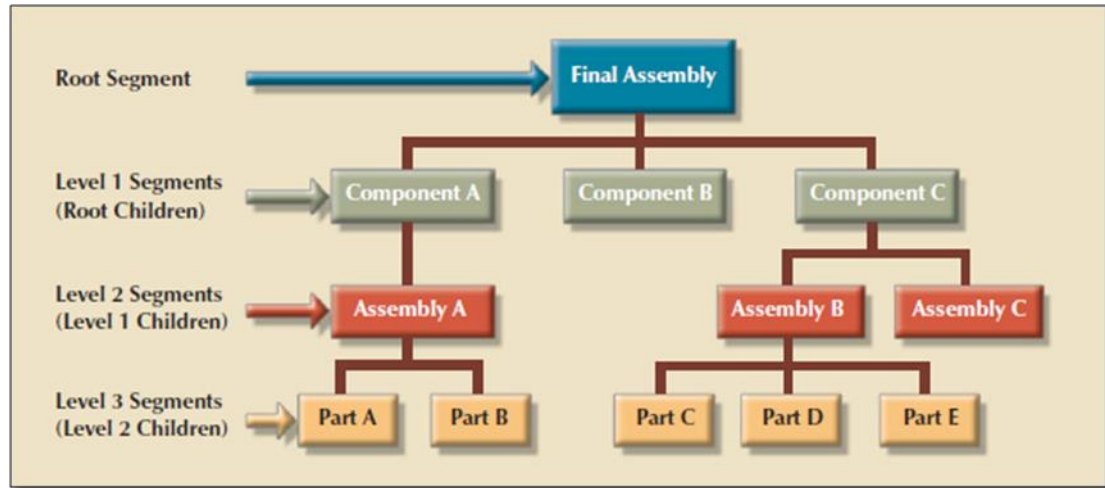 Root Segment
Final Assembly
Level 1 Segments
(Root Children)
Component A
Component B
Component C
Level 2 Segments
(Level 1 Children)
Assembly A
Assembly B
Assembly C
Level 3 Segments
(Level 2 Children)
Part A
Part B
Part C
Part D
Part E